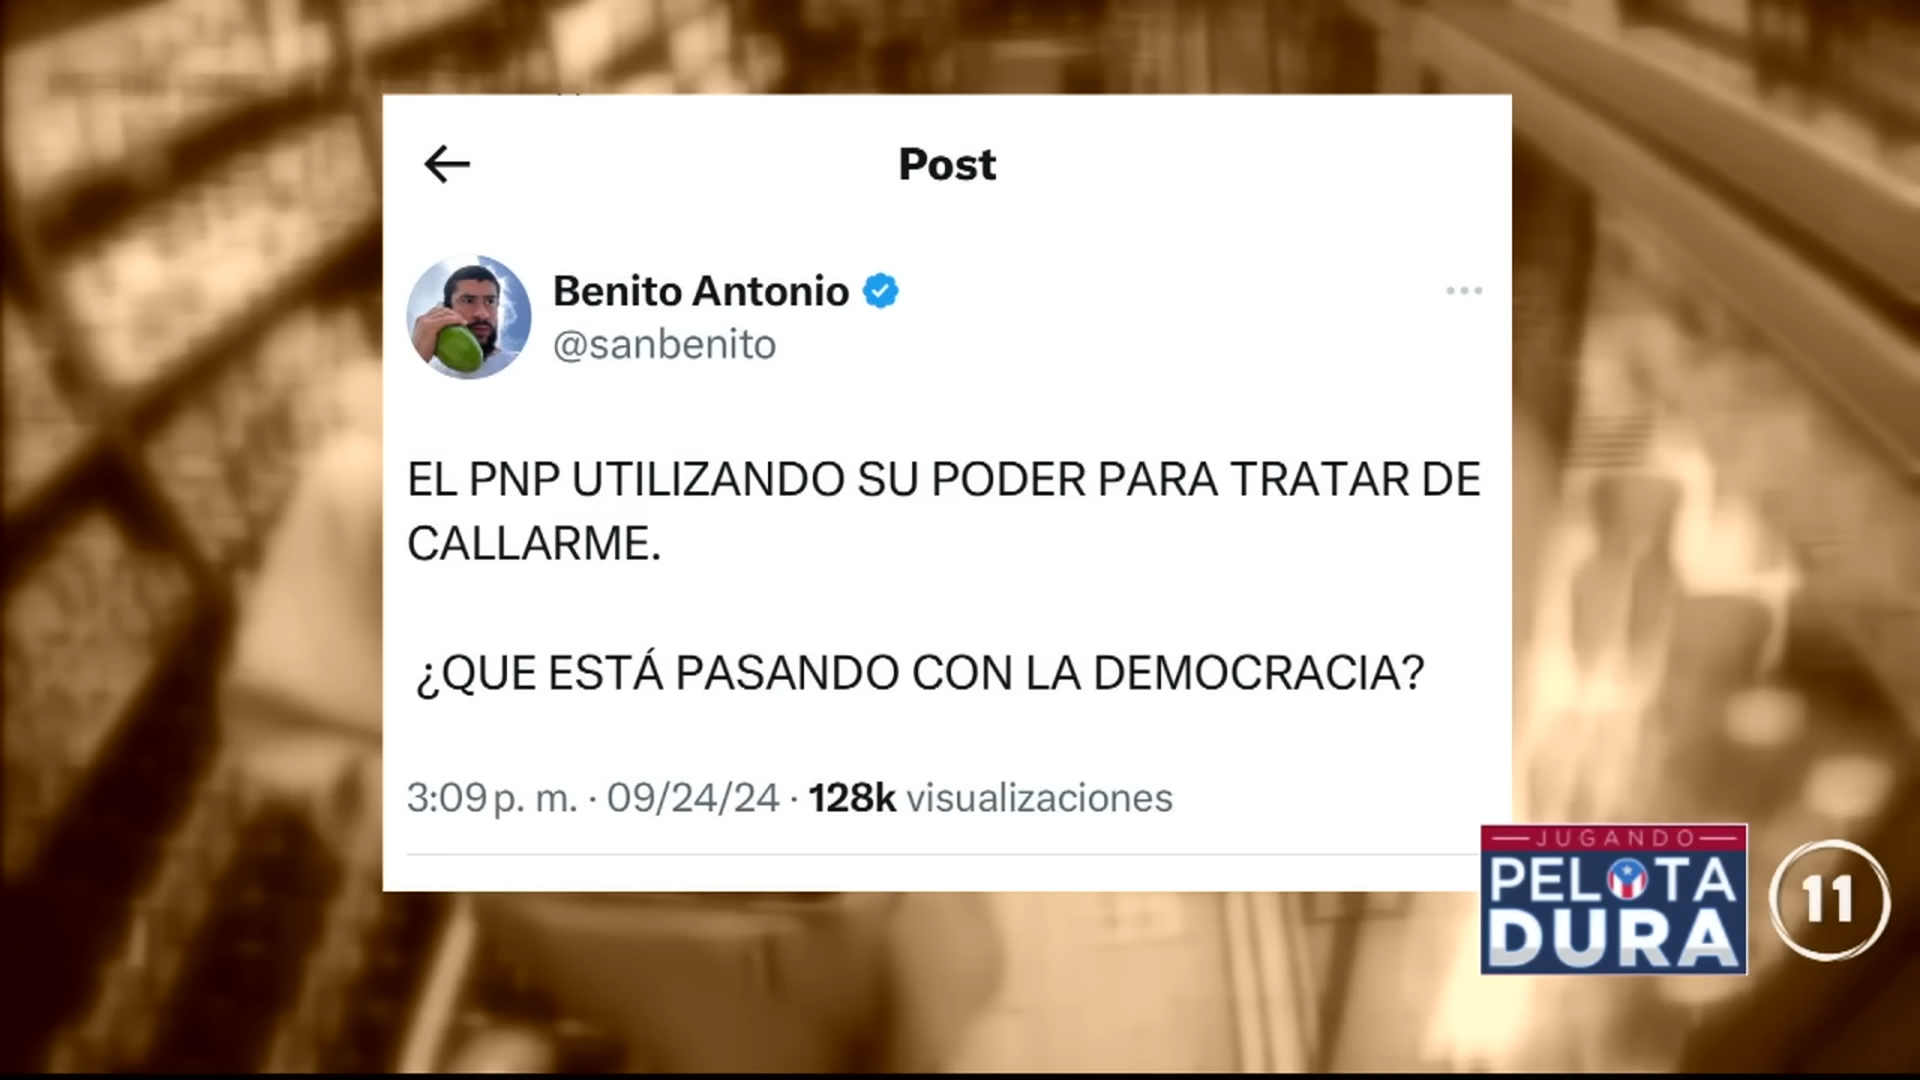 Post
Benito Antonio
@sanbenito
EL PNP UTILIZANDO SU PODER PARA TRATAR DE
CALLARME.
¿QUE ESTÁ PASANDO CON LA DEMOCRACIA?
3:09 p. m. · 09/24/24 · 128k visualizaciones
JUGANDO
PELOTA
DURA
11